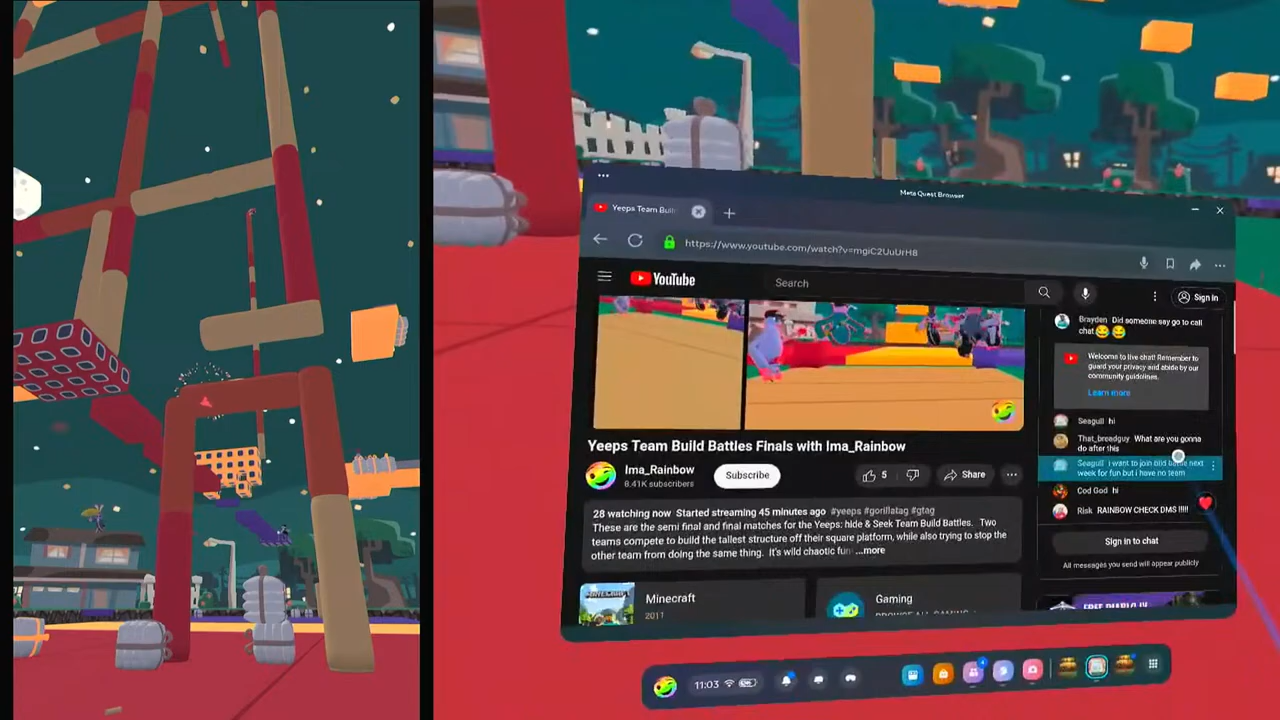 Meta Quest Browser
Yeeps Team Buil
https://www.youtube.com/watch?v=mgiC2UuUrH8
YouTube
Search
Sign in
Brayden Did someone say go to call
chat
Welcome to live chat! Remember to
guard your privacy and abide by our
community guidelines.
Learn more
Seagull hi
That_breadguy What are you gonna
do after this
Seagull i want to join bild battle next
week for fun but i have no team
Cod God hi
Risk RAINBOW CHECK DMS !!!!!
Sign in to chat
All messages you send will appear publicly
Yeeps Team Build Battles Finals with Ima_Rainbow
Ima_Rainbow
8.41K subscribers
Subscribe
5
Share
28 watching now Started streaming 45 minutes ago #yeeps #gorillatag #gtag
These are the semi final and final matches for the Yeeps: hide & Seek Team Build Battles. Two
teams compete to build the tallest structure off their square platform, while also trying to stop the
other team from doing the same thing. It's wild chaotic fun ...more
Minecraft
2011
Gaming
FREE DIABLO IV
11:03